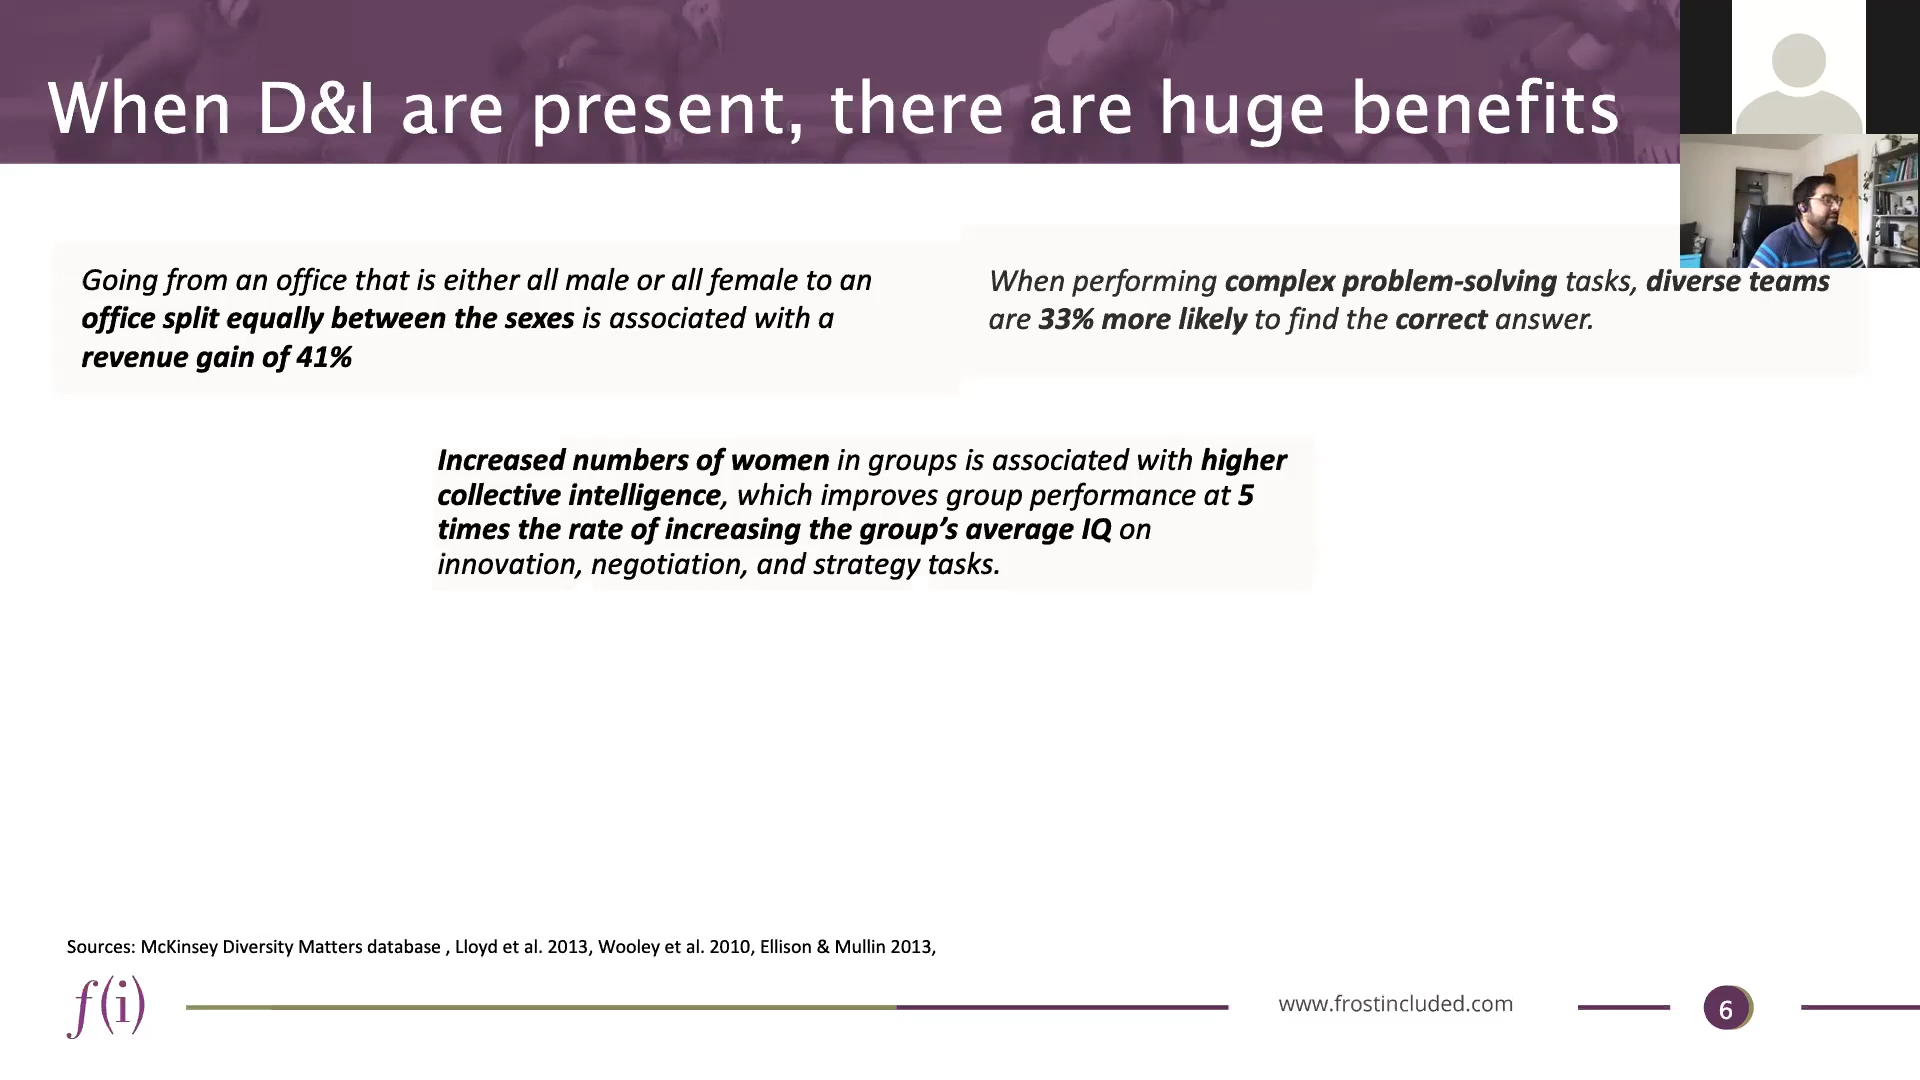 When D&I are present, there are huge benefits
Going from an office that is either all male or all female to an
office split equally between the sexes is associated with a
revenue gain of 41%
When performing complex problem-solving tasks, diverse teams
are 33% more likely to find the correct answer.
Increased numbers of women in groups is associated with higher
collective intelligence, which improves group performance at 5
times the rate of increasing the group’s average IQ on
innovation, negotiation, and strategy tasks.
Sources: McKinsey Diversity Matters database , Lloyd et al. 2013, Wooley et al. 2010, Ellison & Mullin 2013,
f(i)
www.frostincluded.com
6